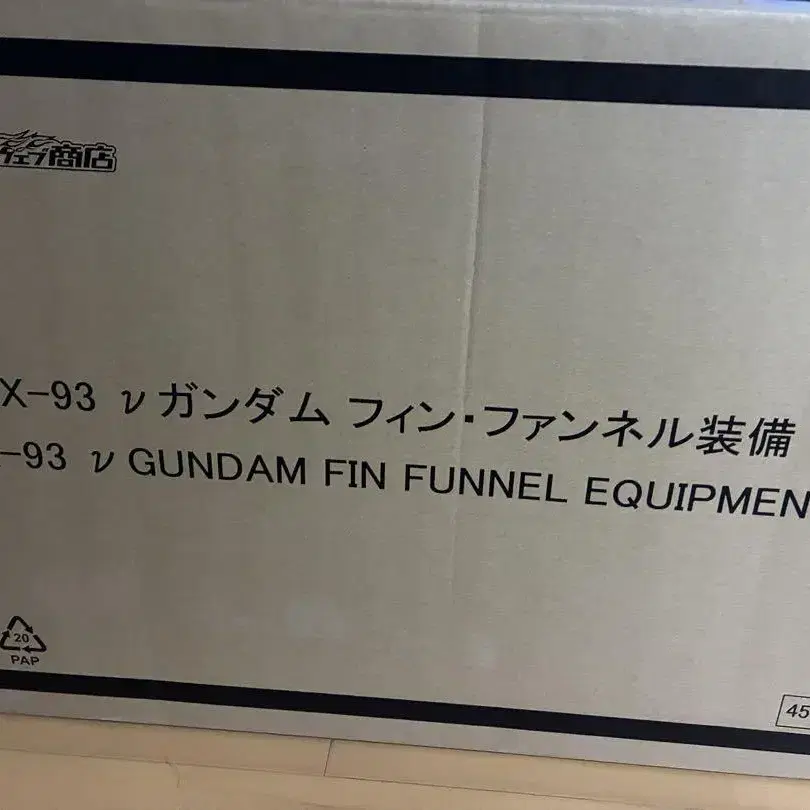 ウェブ商店
X-93 νガンダム フィン・ファンネル装備
-93 ν GUNDAM FIN FUNNEL EQUIPMEN
20
PAP
45